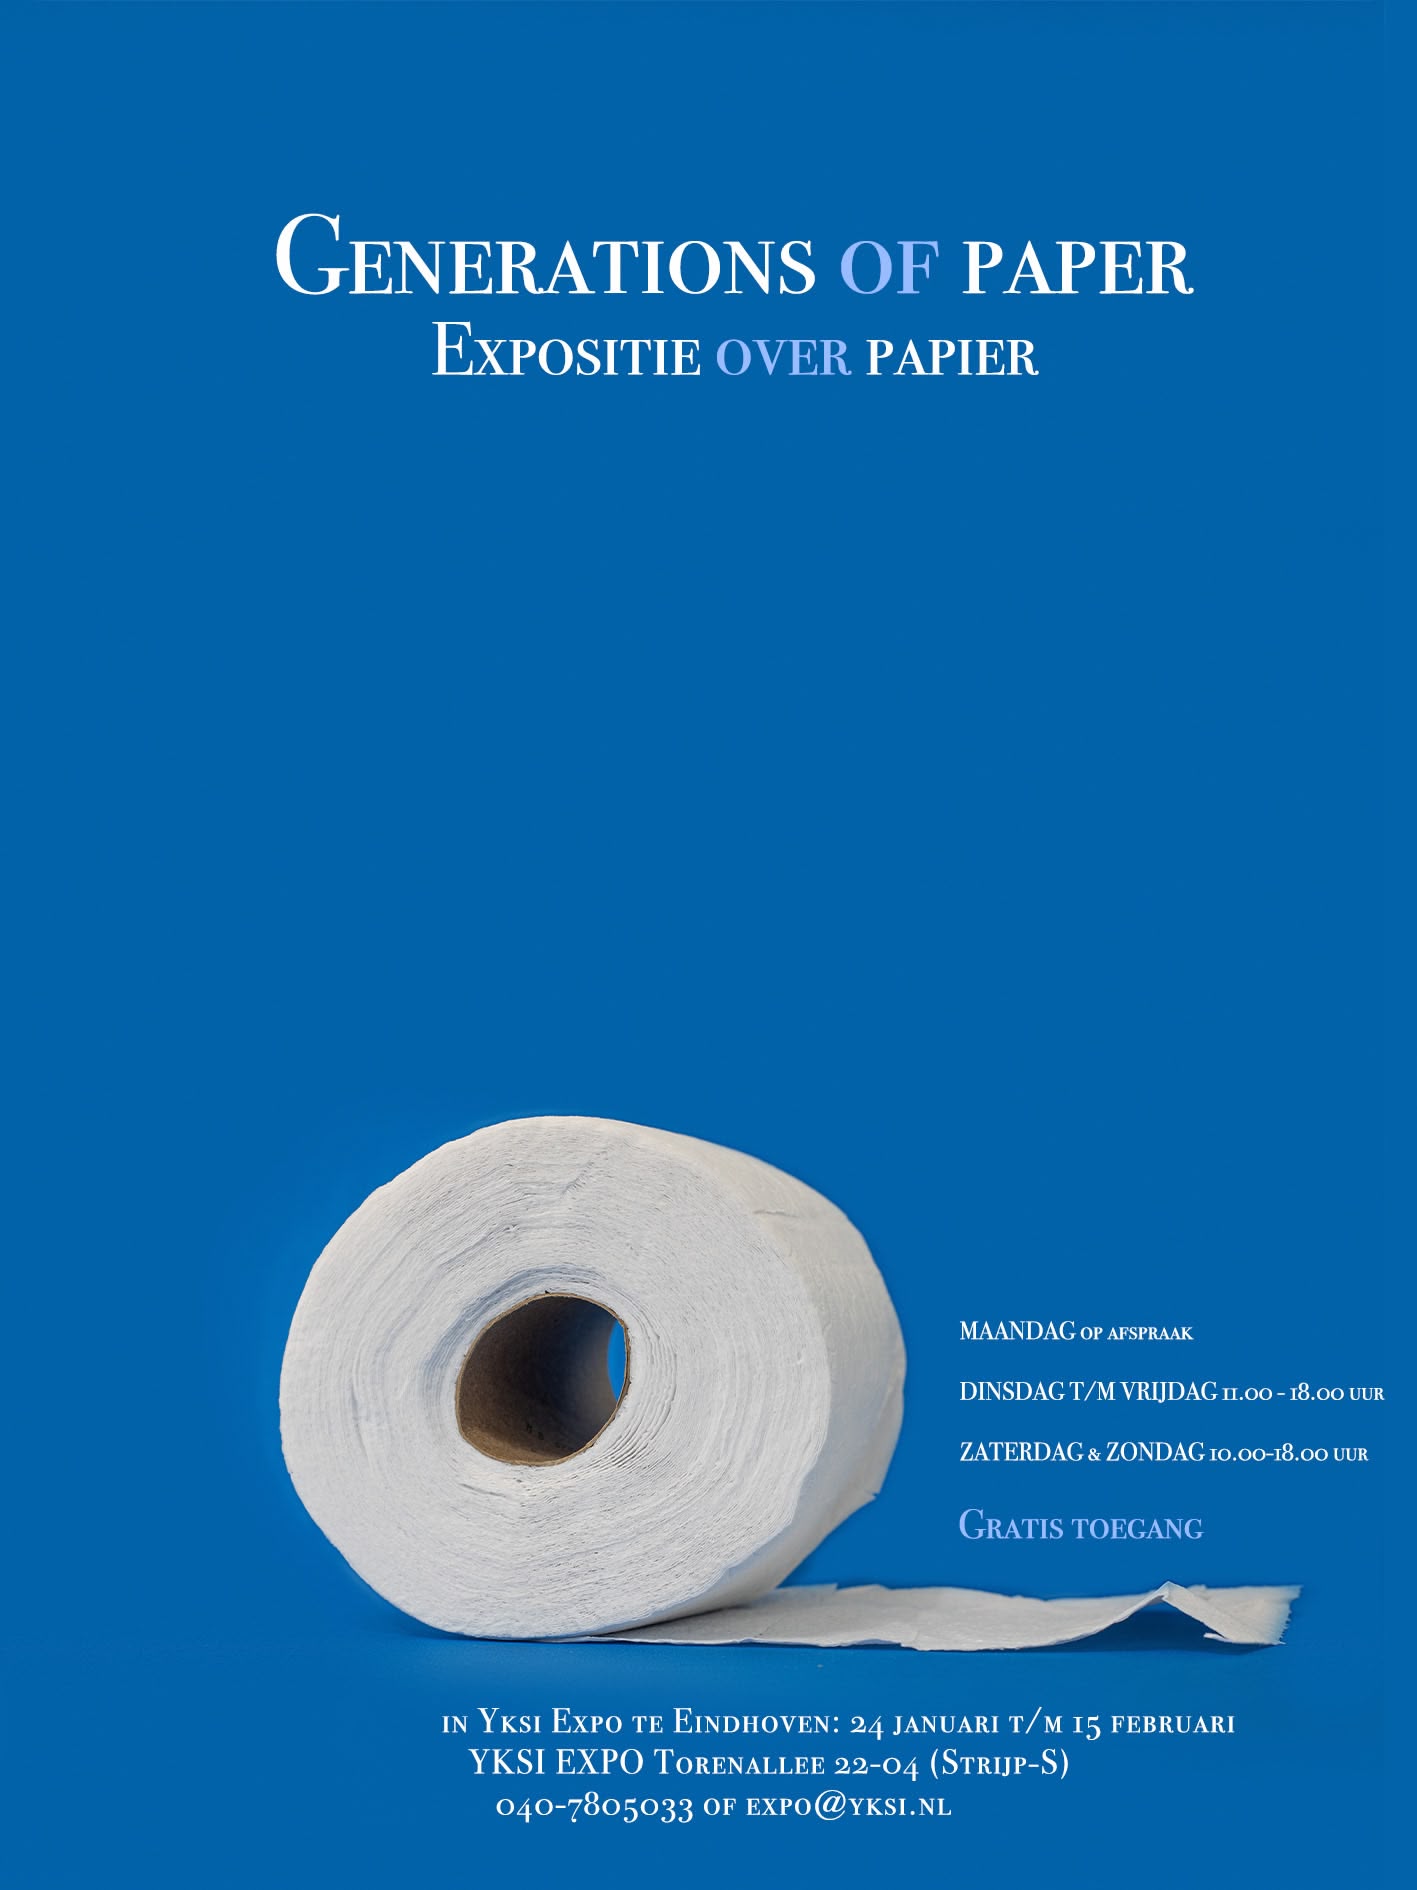 Generations of paper
Expositie over papier
MAANDAG op afspraak
DINSDAG T/M VRIJDAG 11.00 - 18.00 uur
ZATERDAG & ZONDAG 10.00-18.00 uur
Gratis toegang
in Yksi Expo te Eindhoven: 24 januari t/m 15 februari
YKSI EXPO Torenallee 22-04 (Strijp-S)
040-7805033 of expo@yksi.nl